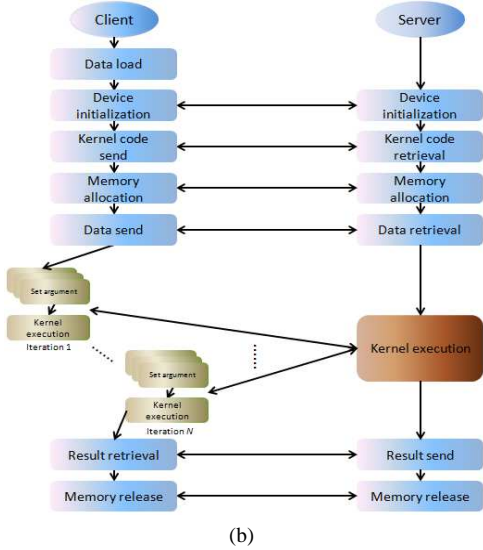 Client
Server
Data load
Device
initialization
Device
initialization
Kernel code
send
Kernel code
retrieval
Memory
allocation
Memory
allocation
Data send
Data retrieval
Set argument
Kernel
execution
Iteration 1
Set argument
Kernel
execution
Iteration N
Kernel execution
Result retrieval
Result send
Memory release
Memory release
(b)